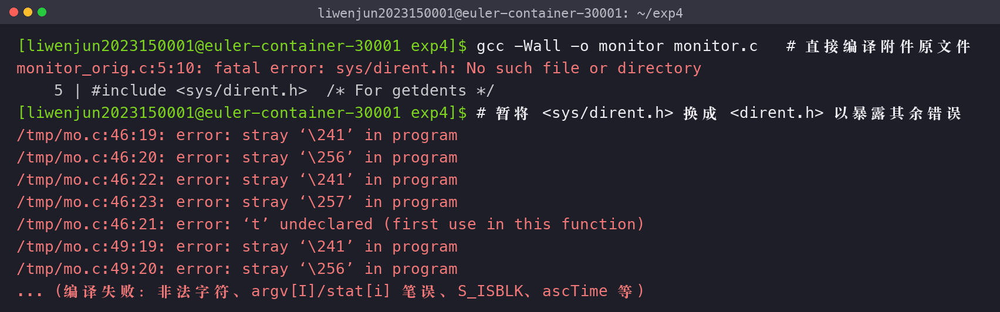 liwenjun2023150001@euler-container-30001: ~/exp4
[liwenjun2023150001@euler-container-30001 exp4]$ gcc -Wall -o monitor monitor.c   # 直接编译附件原文件
monitor_orig.c:5:10: fatal error: sys/dirent.h: No such file or directory
    5 | #include <sys/dirent.h>  /* For getdents */
[liwenjun2023150001@euler-container-30001 exp4]$ # 暂将 <sys/dirent.h> 换成 <dirent.h> 以暴露其余错误
/tmp/mo.c:46:19: error: stray ‘\241’ in program
/tmp/mo.c:46:20: error: stray ‘\256’ in program
/tmp/mo.c:46:22: error: stray ‘\241’ in program
/tmp/mo.c:46:23: error: stray ‘\257’ in program
/tmp/mo.c:46:21: error: ‘t’ undeclared (first use in this function)
/tmp/mo.c:49:19: error: stray ‘\241’ in program
/tmp/mo.c:49:20: error: stray ‘\256’ in program
... (编译失败: 非法字符、argv[I]/stat[i] 笔误、S_ISBLK、ascTime 等)